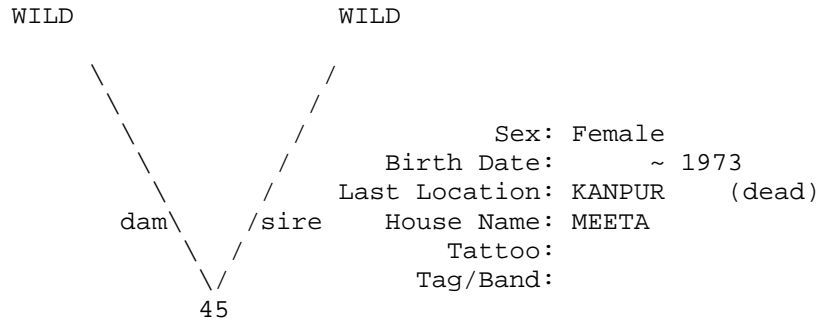 WILD WILD
Sex: Female
Birth Date: ~ 1973
Last Location: KANPUR (dead)
dam\ /sire House Name: MEETA
Tattoo:
Tag/Band:
45